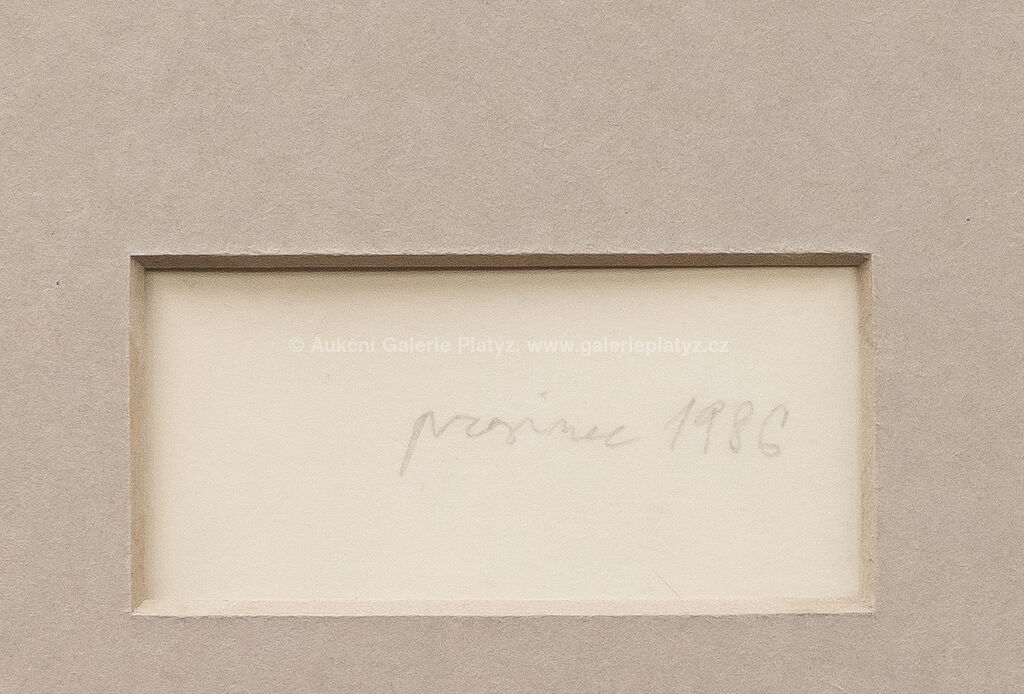 © Aukční Galerie Platyz, www.galerieplatyz.cz
prosinec 1986